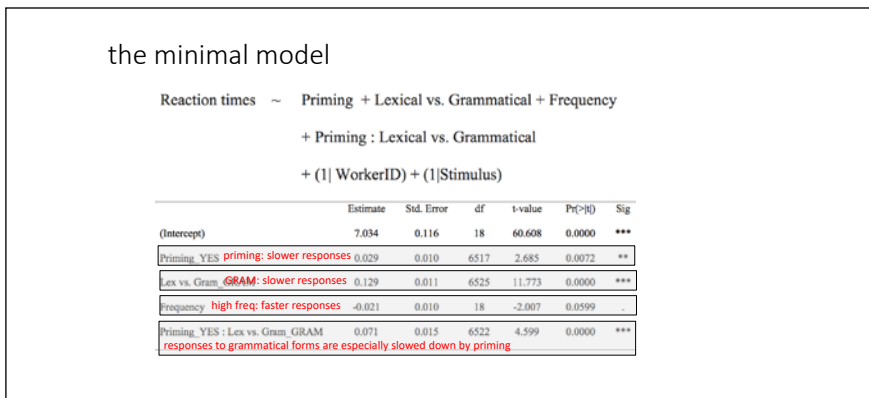 the minimal model
Reaction times ~ Priming + Lexical vs. Grammatical + Frequency
+ Priming : Lexical vs. Grammatical
+ (1| WorkerID) + (1|Stimulus)
Estimate Std. Error df t-value Pr(>|t|) Sig
(Intercept) 7.034 0.116 18 60.608 0.0000 ***
Priming_YES priming: slower responses 0.029 0.010 6517 2.685 0.0072 **
Lex vs. Gram_GRAM GRAM: slower responses 0.129 0.011 6525 11.773 0.0000 ***
Frequency high freq: faster responses -0.021 0.010 18 -2.007 0.0599 .
Priming_YES : Lex vs. Gram_GRAM 0.071 0.015 6522 4.599 0.0000 ***
responses to grammatical forms are especially slowed down by priming